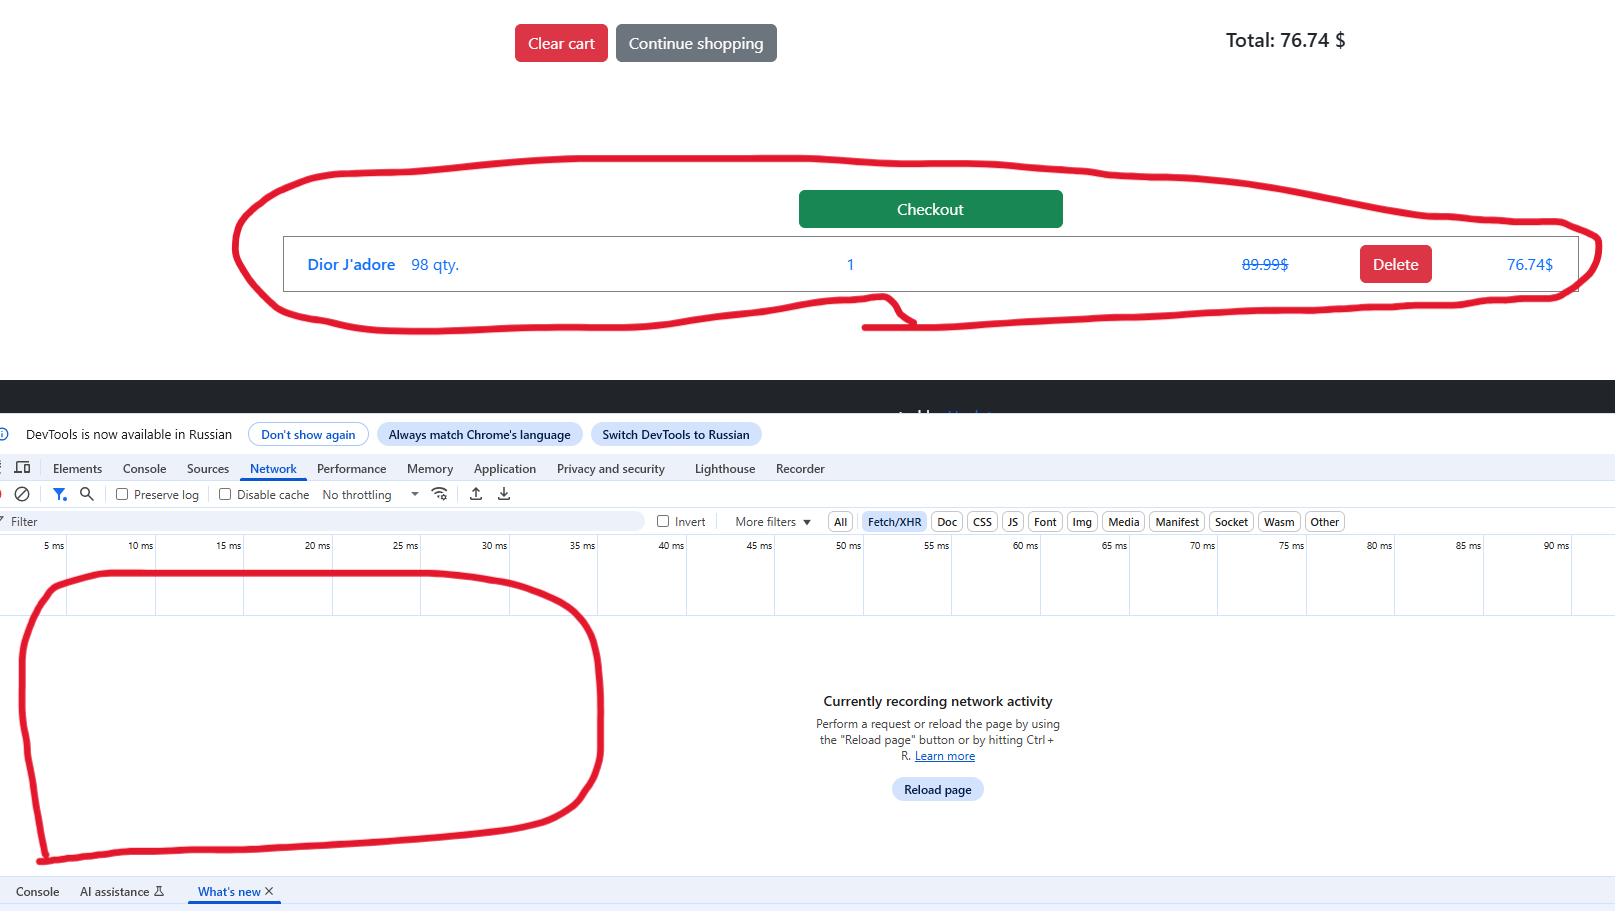 Clear cart Continue shopping Total: 76.74 $
Checkout
Dior J'adore 98 qty. 1 89.99$ Delete 76.74$
DevTools is now available in Russian Don't show again Always match Chrome's language Switch DevTools to Russian
Elements Console Sources Network Performance Memory Application Privacy and security Lighthouse Recorder
Preserve log Disable cache No throttling
Filter Invert More filters All Fetch/XHR Doc CSS JS Font Img Media Manifest Socket Wasm Other
5 ms 10 ms 15 ms 20 ms 25 ms 30 ms 35 ms 40 ms 45 ms 50 ms 55 ms 60 ms 65 ms 70 ms 75 ms 80 ms 85 ms 90 ms
Currently recording network activity
Perform a request or reload the page by using
the "Reload page" button or by hitting Ctrl+
R. Learn more
Reload page
Console AI assistance What's new